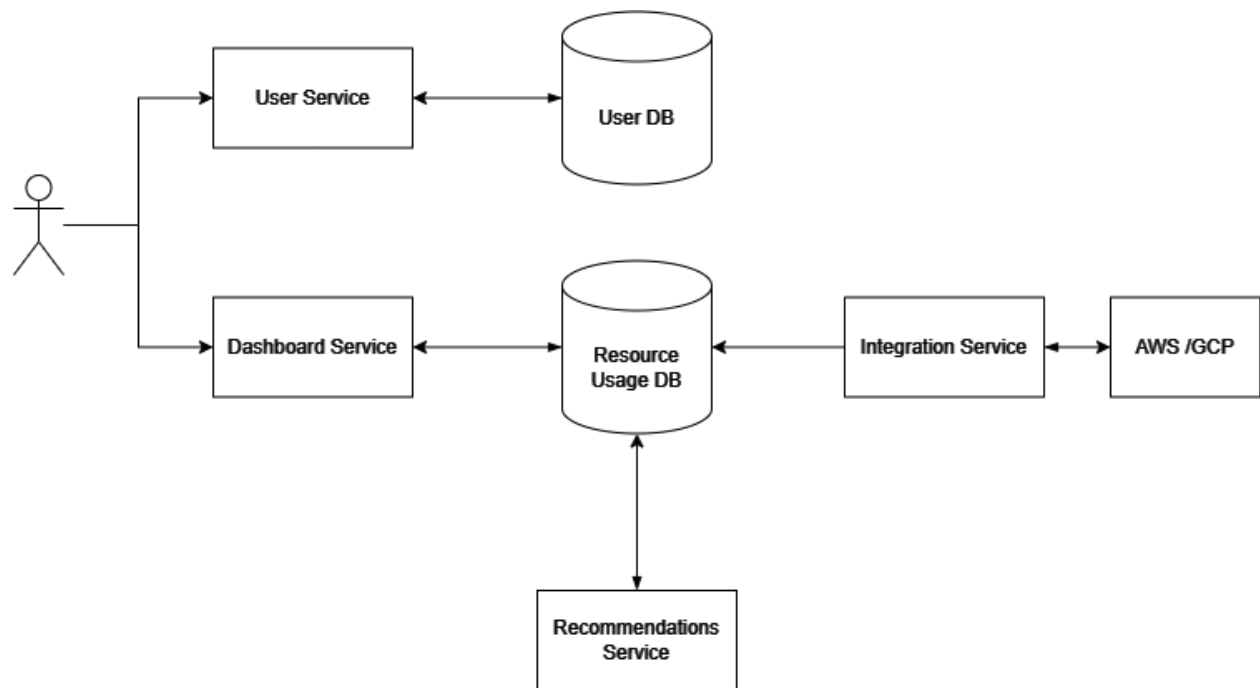 User Service
User DB
Dashboard Service
Resource
Usage DB
Integration Service
AWS /GCP
Recommendations
Service